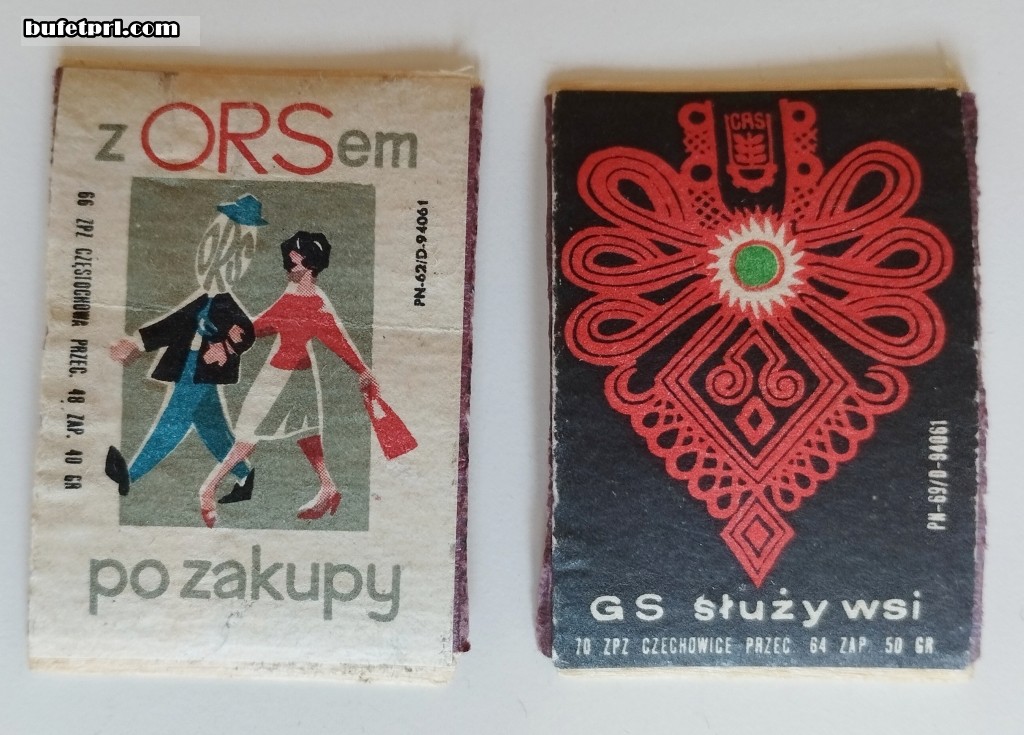 bufetprl.com
z ORSem
66 ZPZ CZĘSTOCHOWA PRZEC. 48 ZAP. 40 GR
PN-62/D-94061
ORS
po zakupy
CRS
PN-69/D-94061
GS służy wsi
70 ZPZ CZECHOWICE PRZEC. 64 ZAP. 50 GR